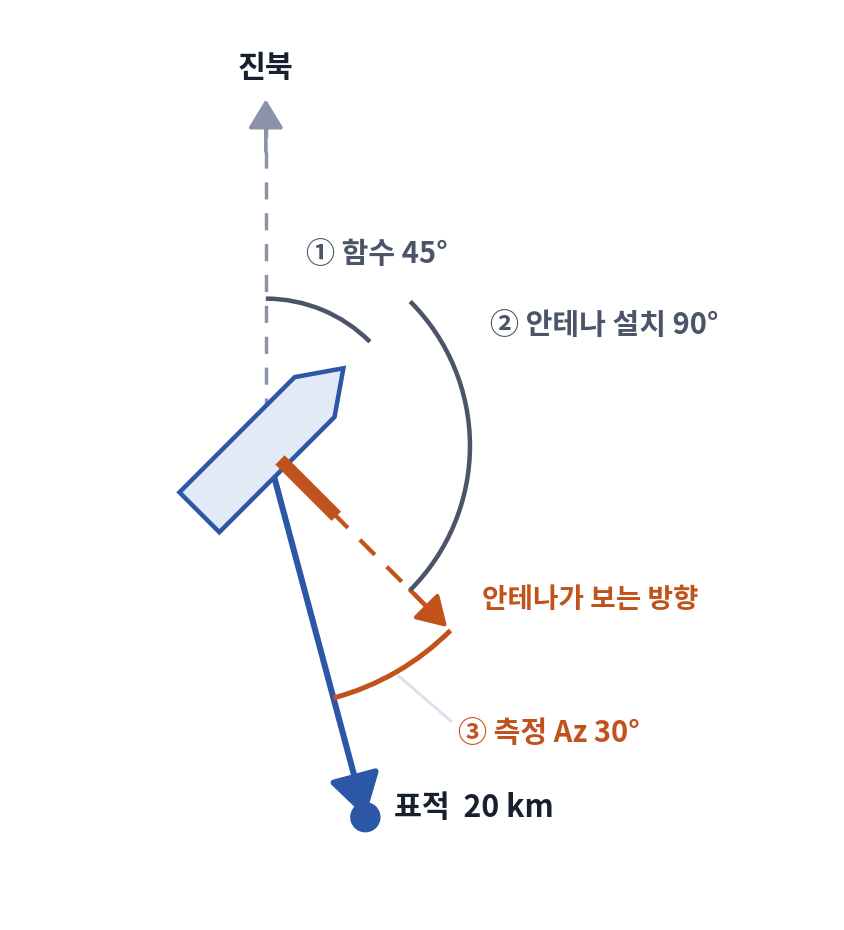 진북
① 함수 45°
② 안테나 설치 90°
안테나가 보는 방향
③ 측정 Az 30°
표적 20 km